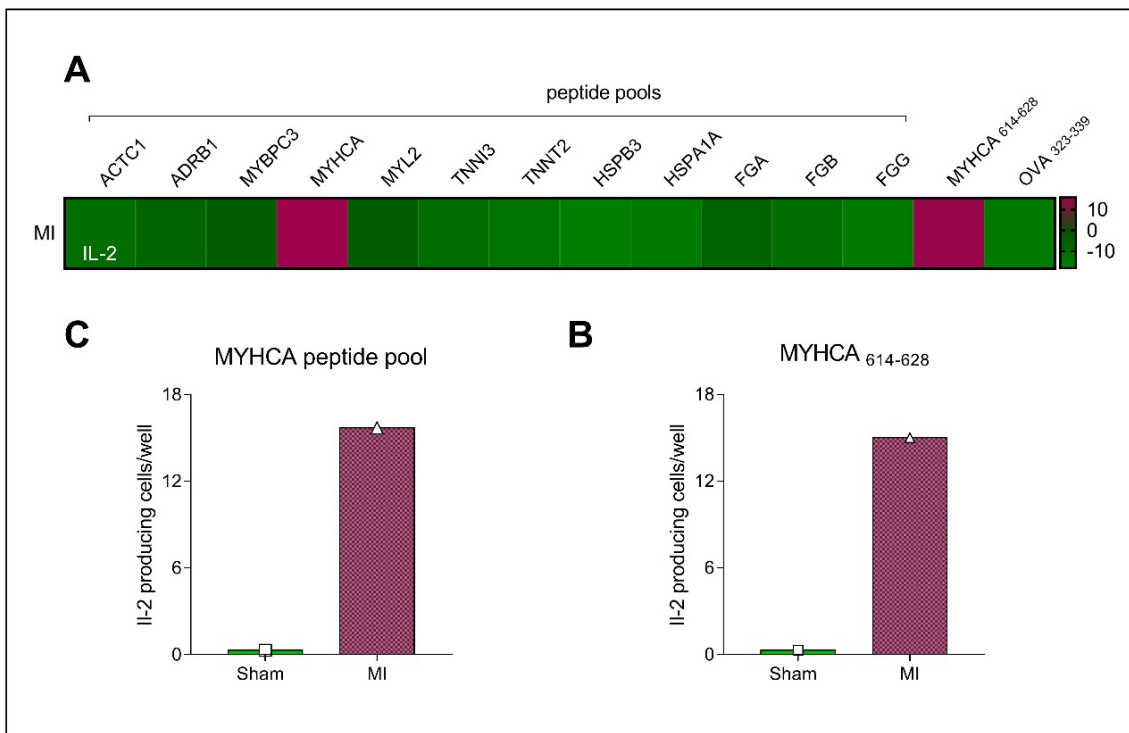 A
peptide pools
ACTC1
ADRB1
MYBPC3
MYHCA
MYL2
TNNI3
TNNT2
HSPB3
HSPA1A
FGA
FGB
FGG
MYHCA 614-628
OVA 323-339
MI
IL-2
10
0
-10
C
MYHCA peptide pool
Il-2 producing cells/well
18
12
6
0
Sham MI
B
MYHCA 614-628
Il-2 producing cells/well
18
12
6
0
Sham MI